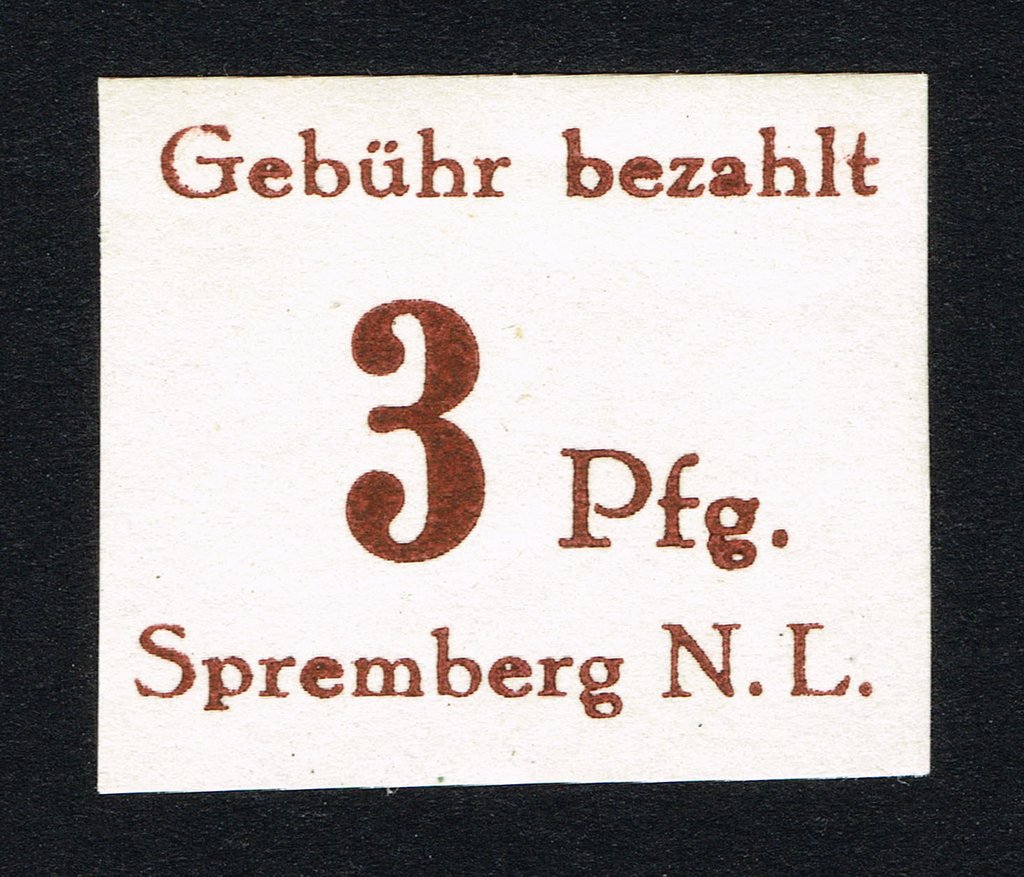 Gebühr bezahlt
3 Pfg.
Spremberg N. L.